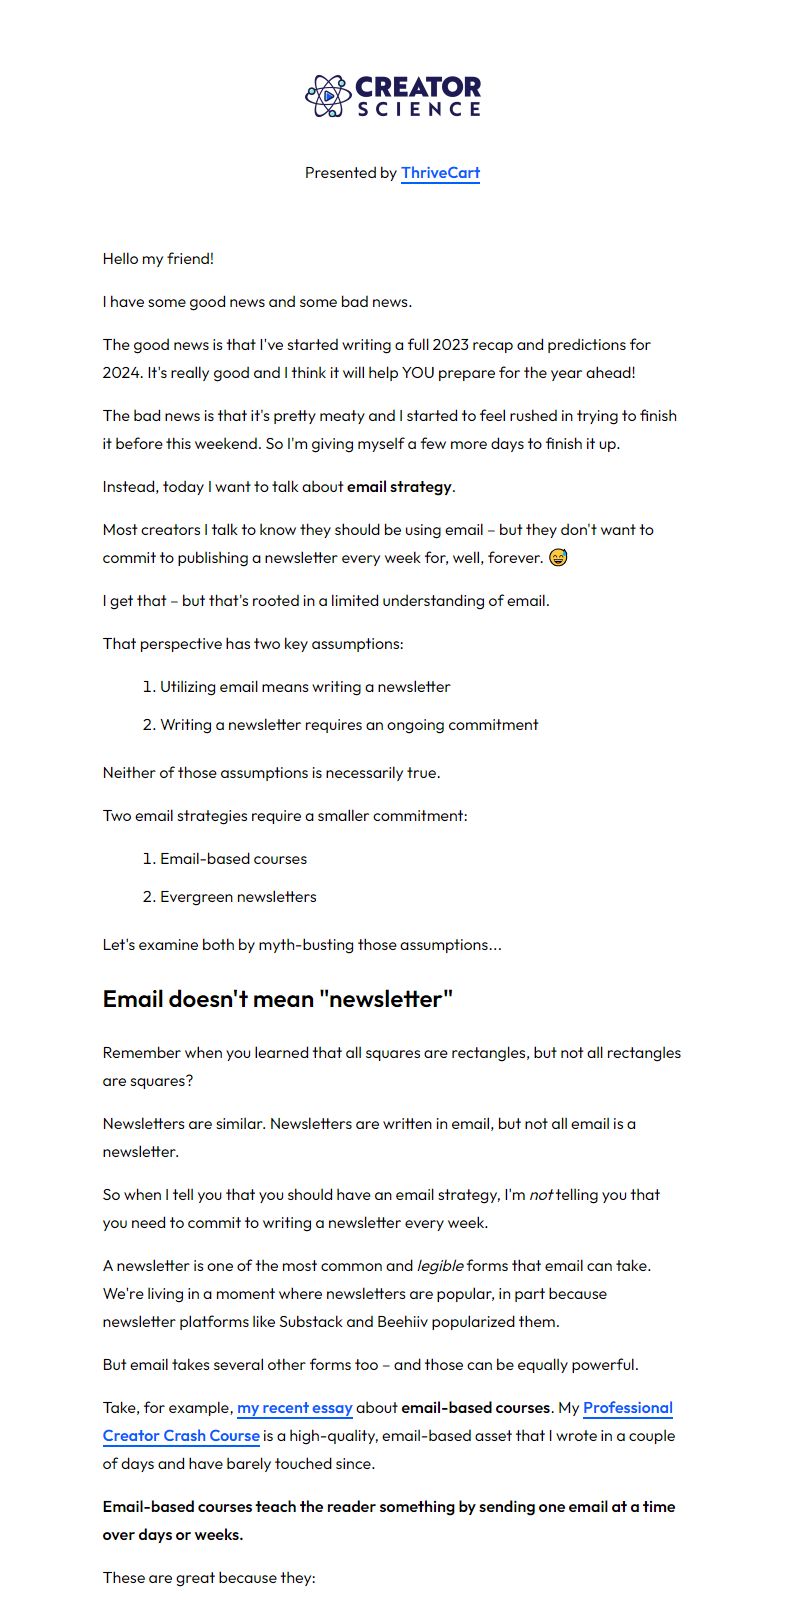 CREATOR
SCIENCE
Presented by ThriveCart
Hello my friend!
I have some good news and some bad news.
The good news is that I've started writing a full 2023 recap and predictions for
2024. It's really good and I think it will help YOU prepare for the year ahead!
The bad news is that it's pretty meaty and I started to feel rushed in trying to finish
it before this weekend. So I'm giving myself a few more days to finish it up.
Instead, today I want to talk about email strategy.
Most creators I talk to know they should be using email – but they don't want to
commit to publishing a newsletter every week for, well, forever. 😅
I get that – but that's rooted in a limited understanding of email.
That perspective has two key assumptions:
1. Utilizing email means writing a newsletter
2. Writing a newsletter requires an ongoing commitment
Neither of those assumptions is necessarily true.
Two email strategies require a smaller commitment:
1. Email-based courses
2. Evergreen newsletters
Let's examine both by myth-busting those assumptions...
Email doesn't mean "newsletter"
Remember when you learned that all squares are rectangles, but not all rectangles
are squares?
Newsletters are similar. Newsletters are written in email, but not all email is a
newsletter.
So when I tell you that you should have an email strategy, I'm not telling you that
you need to commit to writing a newsletter every week.
A newsletter is one of the most common and legible forms that email can take.
We're living in a moment where newsletters are popular, in part because
newsletter platforms like Substack and Beehiiv popularized them.
But email takes several other forms too – and those can be equally powerful.
Take, for example, my recent essay about email-based courses. My Professional
Creator Crash Course is a high-quality, email-based asset that I wrote in a couple
of days and have barely touched since.
Email-based courses teach the reader something by sending one email at a time
over days or weeks.
These are great because they: